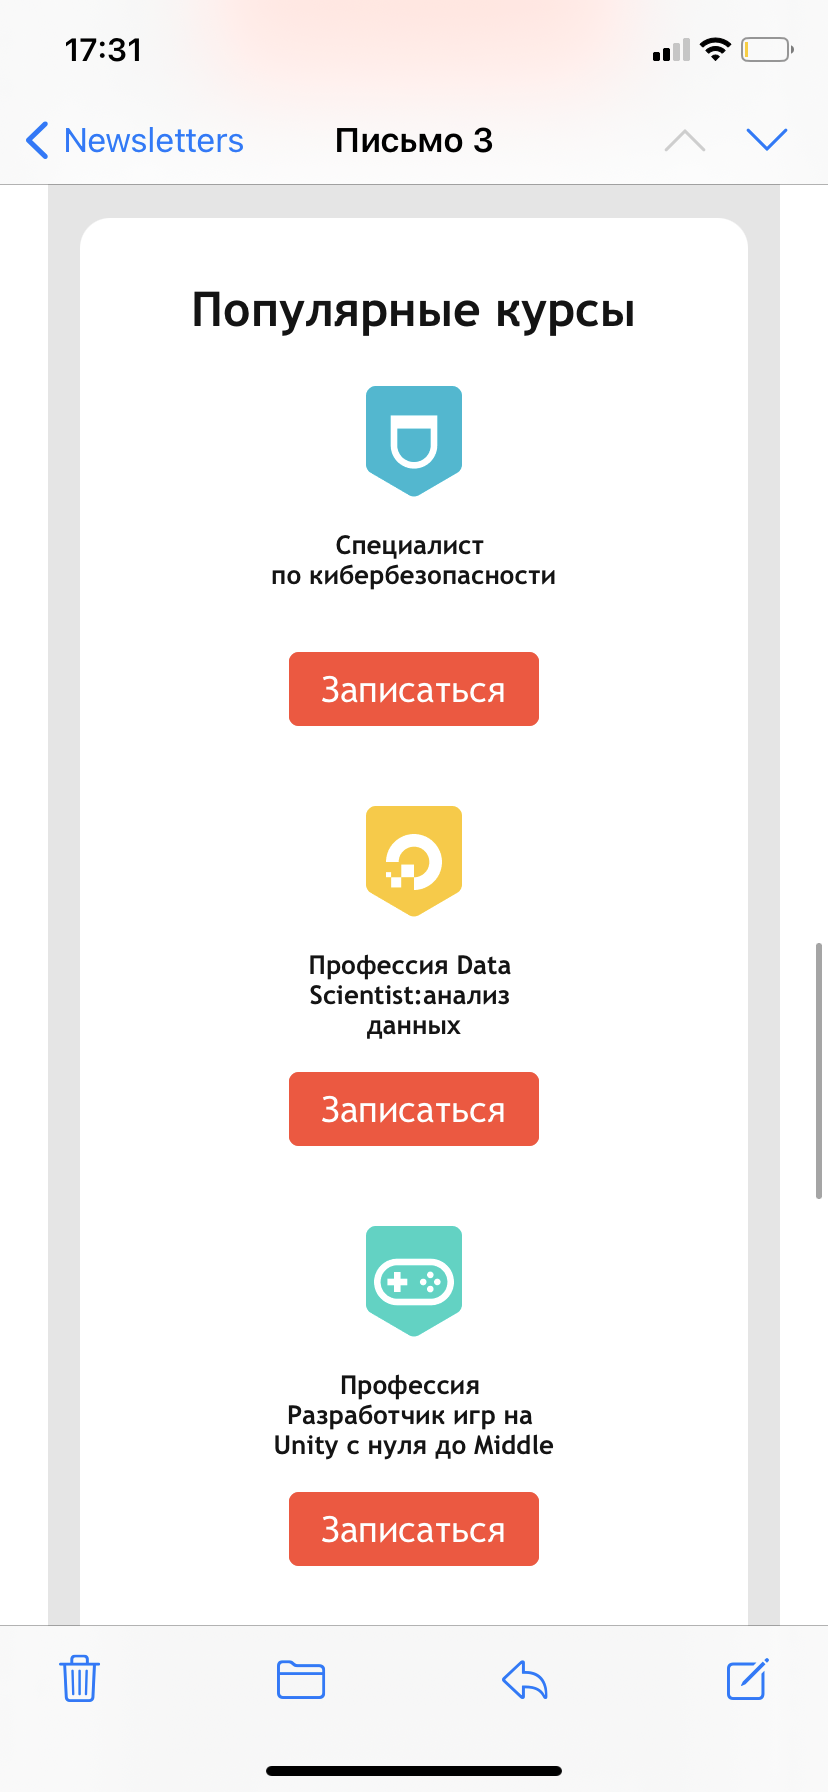 17:31
Newsletters
Письмо 3
Популярные курсы
Специалист
по кибербезопасности
Записаться
Профессия Data
Scientist:анализ
данных
Записаться
Профессия
Разработчик игр на
Unity с нуля до Middle
Записаться